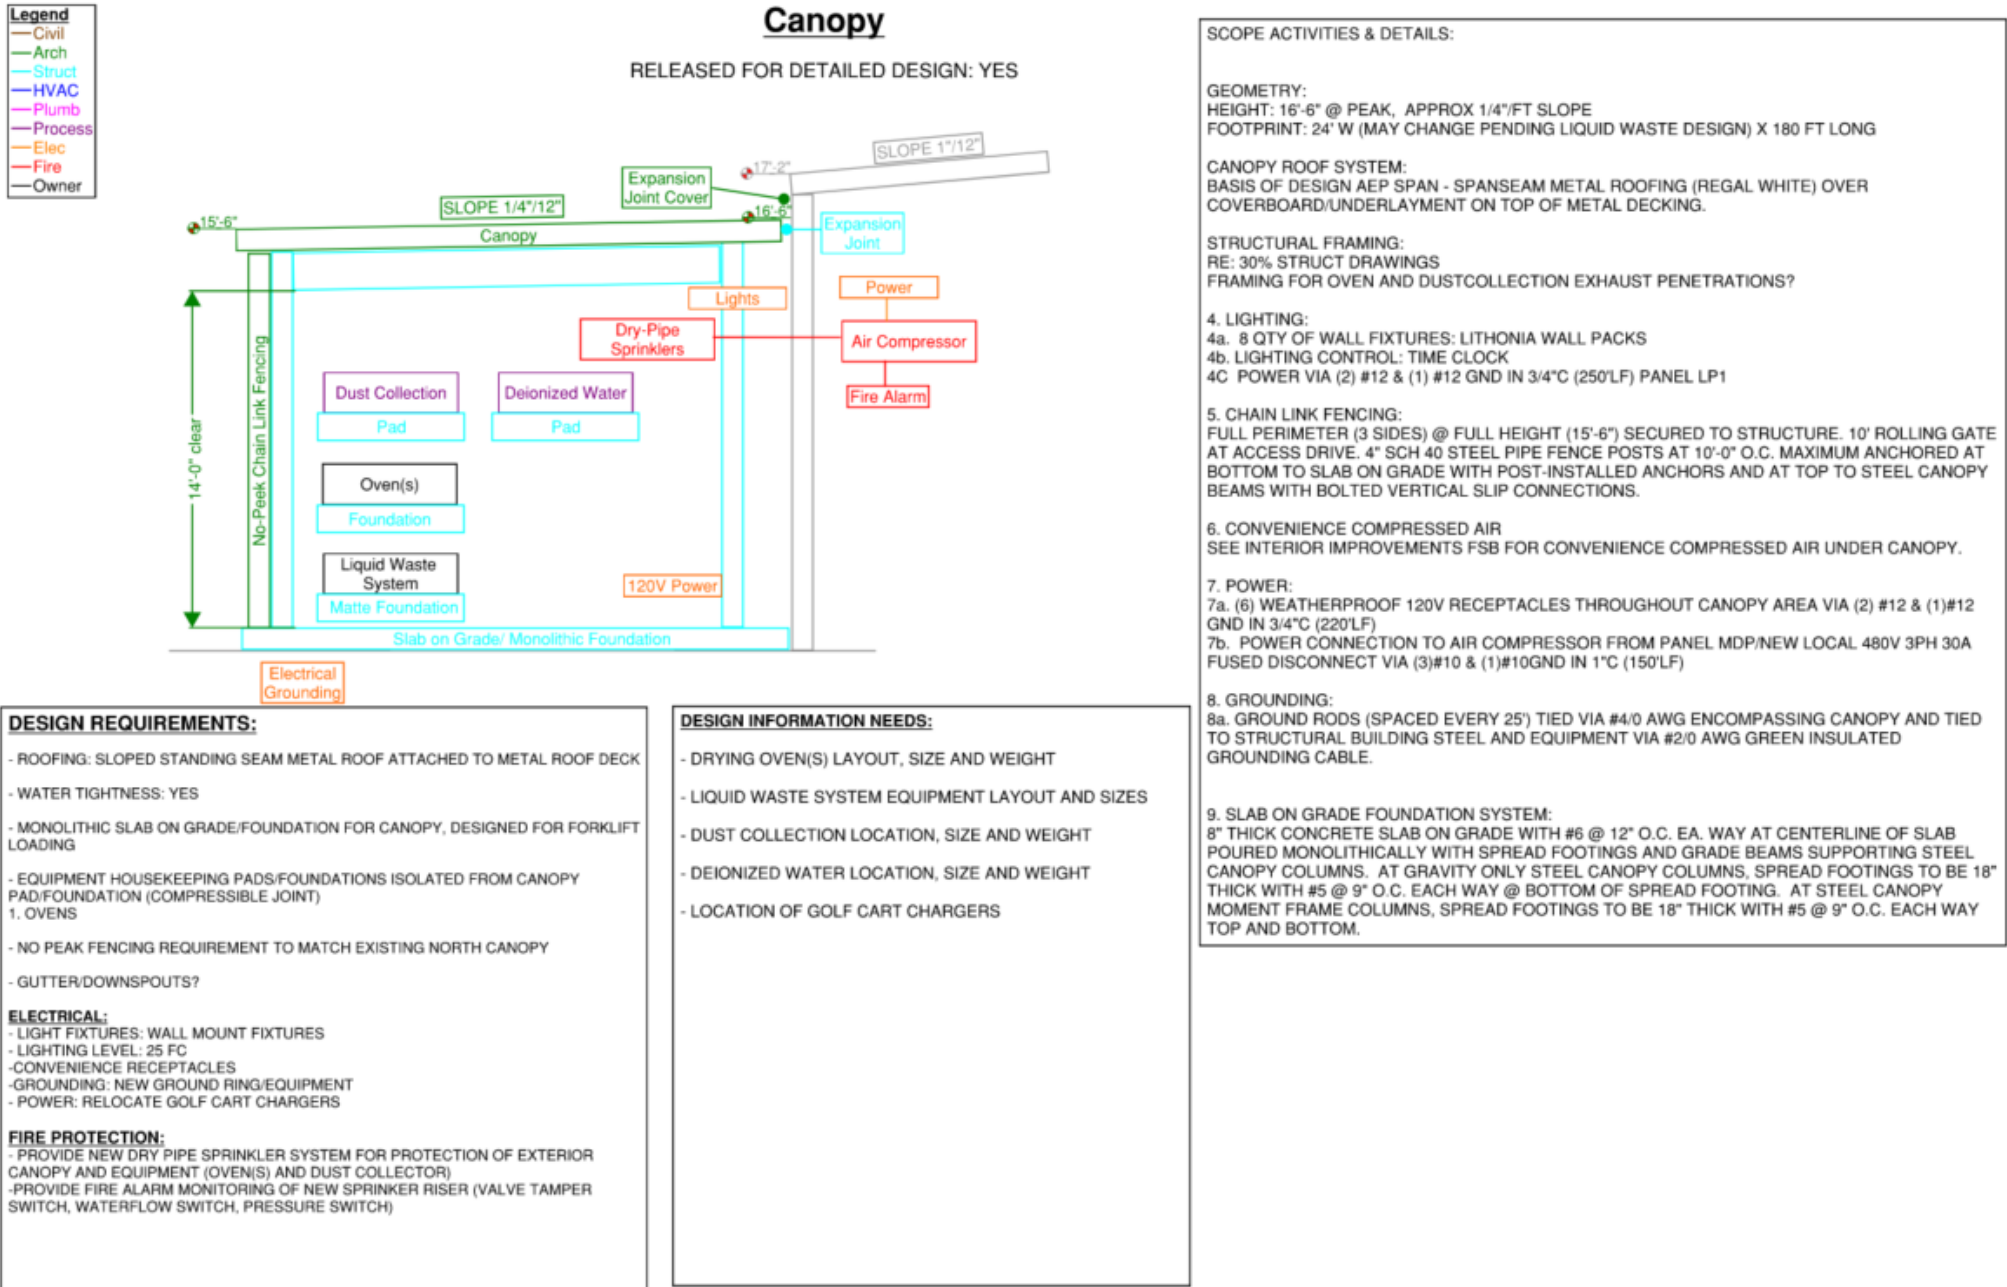 Legend
Civil
Arch
Struct
HVAC
Plumb
Process
Elec
Fire
Owner
Canopy
RELEASED FOR DETAILED DESIGN: YES
SLOPE 1"/12"
17'-2"
Expansion
Joint Cover
SLOPE 1/4"/12"
16'-6"
15'-6"
Canopy
Expansion
Joint
Lights
Power
Dry-Pipe
Sprinklers
Air Compressor
Fire Alarm
No-Peek Chain Link Fencing
14'-0" clear
Dust Collection
Pad
Deionized Water
Pad
Oven(s)
Foundation
Liquid Waste
System
Matte Foundation
120V Power
Slab on Grade/ Monolithic Foundation
Electrical
Grounding
DESIGN REQUIREMENTS:
- ROOFING: SLOPED STANDING SEAM METAL ROOF ATTACHED TO METAL ROOF DECK
- WATER TIGHTNESS: YES
- MONOLITHIC SLAB ON GRADE/FOUNDATION FOR CANOPY, DESIGNED FOR FORKLIFT
LOADING
- EQUIPMENT HOUSEKEEPING PADS/FOUNDATIONS ISOLATED FROM CANOPY
PAD/FOUNDATION (COMPRESSIBLE JOINT)
1. OVENS
- NO PEAK FENCING REQUIREMENT TO MATCH EXISTING NORTH CANOPY
- GUTTER/DOWNSPOUTS?
ELECTRICAL:
- LIGHT FIXTURES: WALL MOUNT FIXTURES
- LIGHTING LEVEL: 25 FC
-CONVENIENCE RECEPTACLES
-GROUNDING: NEW GROUND RING/EQUIPMENT
- POWER: RELOCATE GOLF CART CHARGERS
FIRE PROTECTION:
- PROVIDE NEW DRY PIPE SPRINKLER SYSTEM FOR PROTECTION OF EXTERIOR
CANOPY AND EQUIPMENT (OVEN(S) AND DUST COLLECTOR)
-PROVIDE FIRE ALARM MONITORING OF NEW SPRINKER RISER (VALVE TAMPER
SWITCH, WATERFLOW SWITCH, PRESSURE SWITCH)
DESIGN INFORMATION NEEDS:
- DRYING OVEN(S) LAYOUT, SIZE AND WEIGHT
- LIQUID WASTE SYSTEM EQUIPMENT LAYOUT AND SIZES
- DUST COLLECTION LOCATION, SIZE AND WEIGHT
- DEIONIZED WATER LOCATION, SIZE AND WEIGHT
- LOCATION OF GOLF CART CHARGERS
SCOPE ACTIVITIES & DETAILS:
GEOMETRY:
HEIGHT: 16'-6" @ PEAK, APPROX 1/4"/FT SLOPE
FOOTPRINT: 24' W (MAY CHANGE PENDING LIQUID WASTE DESIGN) X 180 FT LONG
CANOPY ROOF SYSTEM:
BASIS OF DESIGN AEP SPAN - SPANSEAM METAL ROOFING (REGAL WHITE) OVER
COVERBOARD/UNDERLAYMENT ON TOP OF METAL DECKING.
STRUCTURAL FRAMING:
RE: 30% STRUCT DRAWINGS
FRAMING FOR OVEN AND DUSTCOLLECTION EXHAUST PENETRATIONS?
4. LIGHTING:
4a. 8 QTY OF WALL FIXTURES: LITHONIA WALL PACKS
4b. LIGHTING CONTROL: TIME CLOCK
4C POWER VIA (2) #12 & (1) #12 GND IN 3/4"C (250'LF) PANEL LP1
5. CHAIN LINK FENCING:
FULL PERIMETER (3 SIDES) @ FULL HEIGHT (15'-6") SECURED TO STRUCTURE. 10' ROLLING GATE
AT ACCESS DRIVE. 4" SCH 40 STEEL PIPE FENCE POSTS AT 10'-0" O.C. MAXIMUM ANCHORED AT
BOTTOM TO SLAB ON GRADE WITH POST-INSTALLED ANCHORS AND AT TOP TO STEEL CANOPY
BEAMS WITH BOLTED VERTICAL SLIP CONNECTIONS.
6. CONVENIENCE COMPRESSED AIR
SEE INTERIOR IMPROVEMENTS FSB FOR CONVENIENCE COMPRESSED AIR UNDER CANOPY.
7. POWER:
7a. (6) WEATHERPROOF 120V RECEPTACLES THROUGHOUT CANOPY AREA VIA (2) #12 & (1)#12
GND IN 3/4"C (220'LF)
7b. POWER CONNECTION TO AIR COMPRESSOR FROM PANEL MDP/NEW LOCAL 480V 3PH 30A
FUSED DISCONNECT VIA (3)#10 & (1)#10GND IN 1"C (150'LF)
8. GROUNDING:
8a. GROUND RODS (SPACED EVERY 25') TIED VIA #4/0 AWG ENCOMPASSING CANOPY AND TIED
TO STRUCTURAL BUILDING STEEL AND EQUIPMENT VIA #2/0 AWG GREEN INSULATED
GROUNDING CABLE.
9. SLAB ON GRADE FOUNDATION SYSTEM:
8" THICK CONCRETE SLAB ON GRADE WITH #6 @ 12" O.C. EA. WAY AT CENTERLINE OF SLAB
POURED MONOLITHICALLY WITH SPREAD FOOTINGS AND GRADE BEAMS SUPPORTING STEEL
CANOPY COLUMNS. AT GRAVITY ONLY STEEL CANOPY COLUMNS, SPREAD FOOTINGS TO BE 18"
THICK WITH #5 @ 9" O.C. EACH WAY @ BOTTOM OF SPREAD FOOTING. AT STEEL CANOPY
MOMENT FRAME COLUMNS, SPREAD FOOTINGS TO BE 18" THICK WITH #5 @ 9" O.C. EACH WAY
TOP AND BOTTOM.